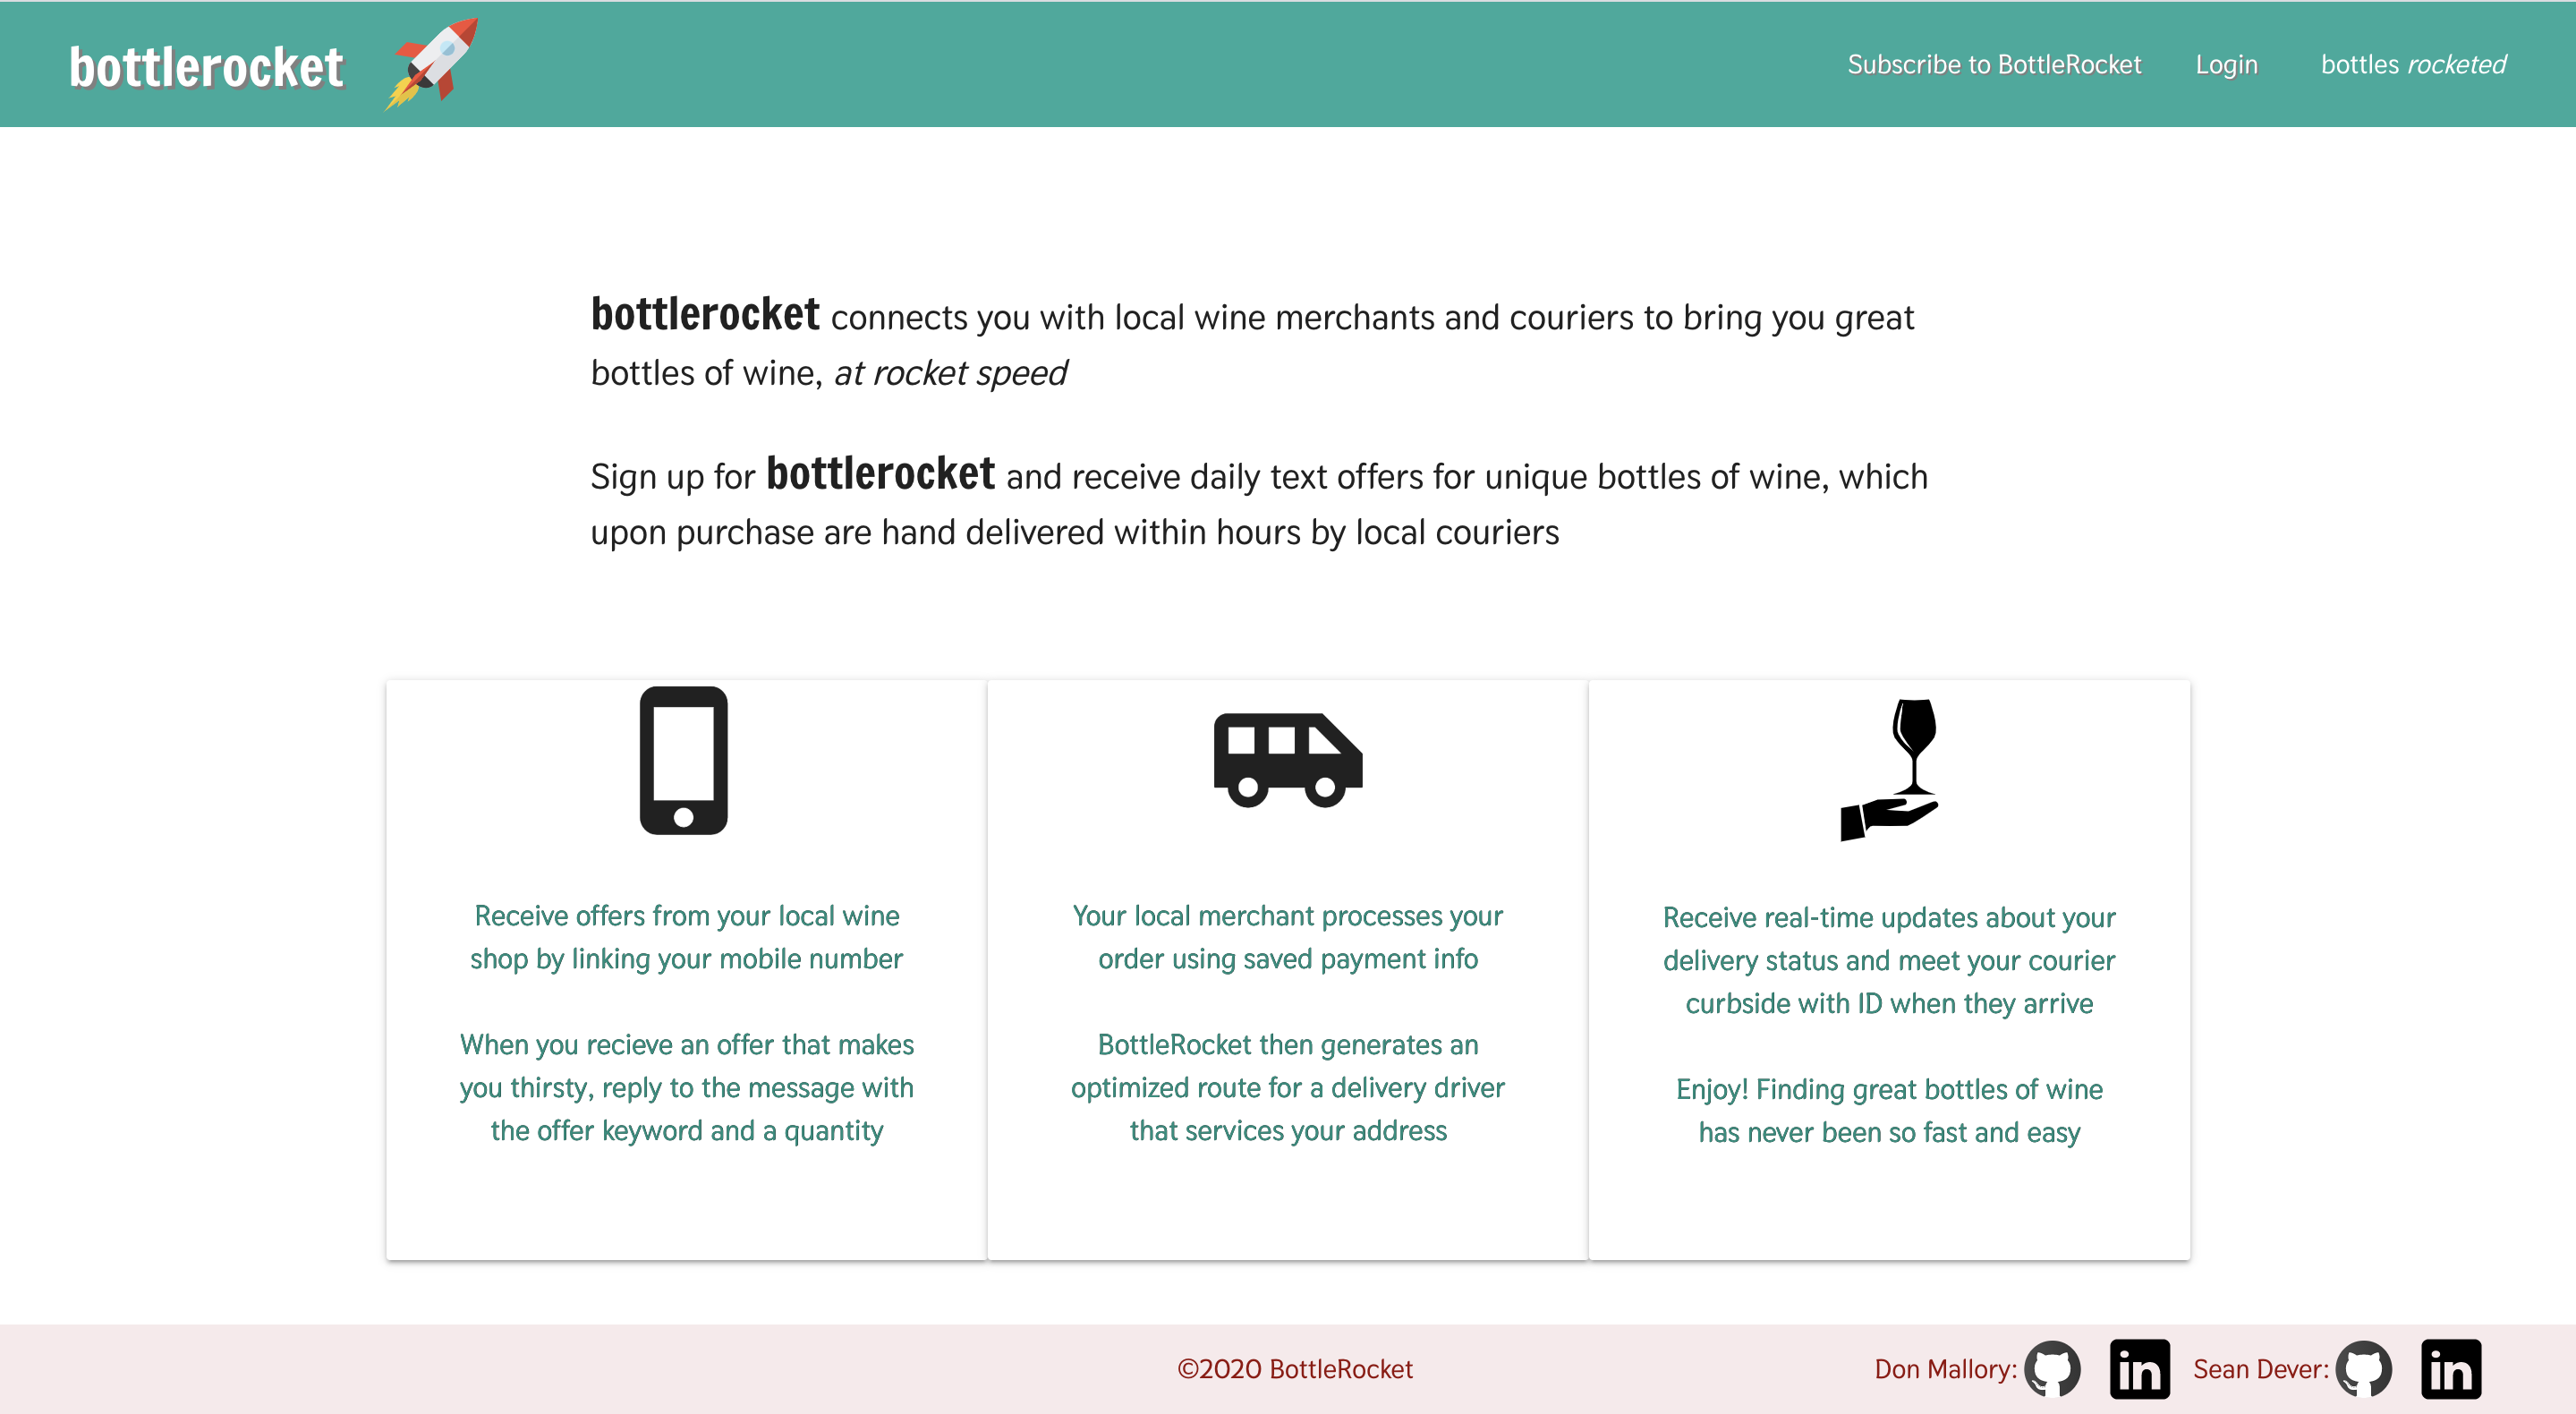 bottlerocket
Subscribe to BottleRocket
Login
bottles rocketed
bottlerocket connects you with local wine merchants and couriers to bring you great
bottles of wine, at rocket speed
Sign up for bottlerocket and receive daily text offers for unique bottles of wine, which
upon purchase are hand delivered within hours by local couriers
Receive offers from your local wine
shop by linking your mobile number
When you recieve an offer that makes
you thirsty, reply to the message with
the offer keyword and a quantity
Your local merchant processes your
order using saved payment info
BottleRocket then generates an
optimized route for a delivery driver
that services your address
Receive real-time updates about your
delivery status and meet your courier
curbside with ID when they arrive
Enjoy! Finding great bottles of wine
has never been so fast and easy
©2020 BottleRocket
Don Mallory: in Sean Dever: in